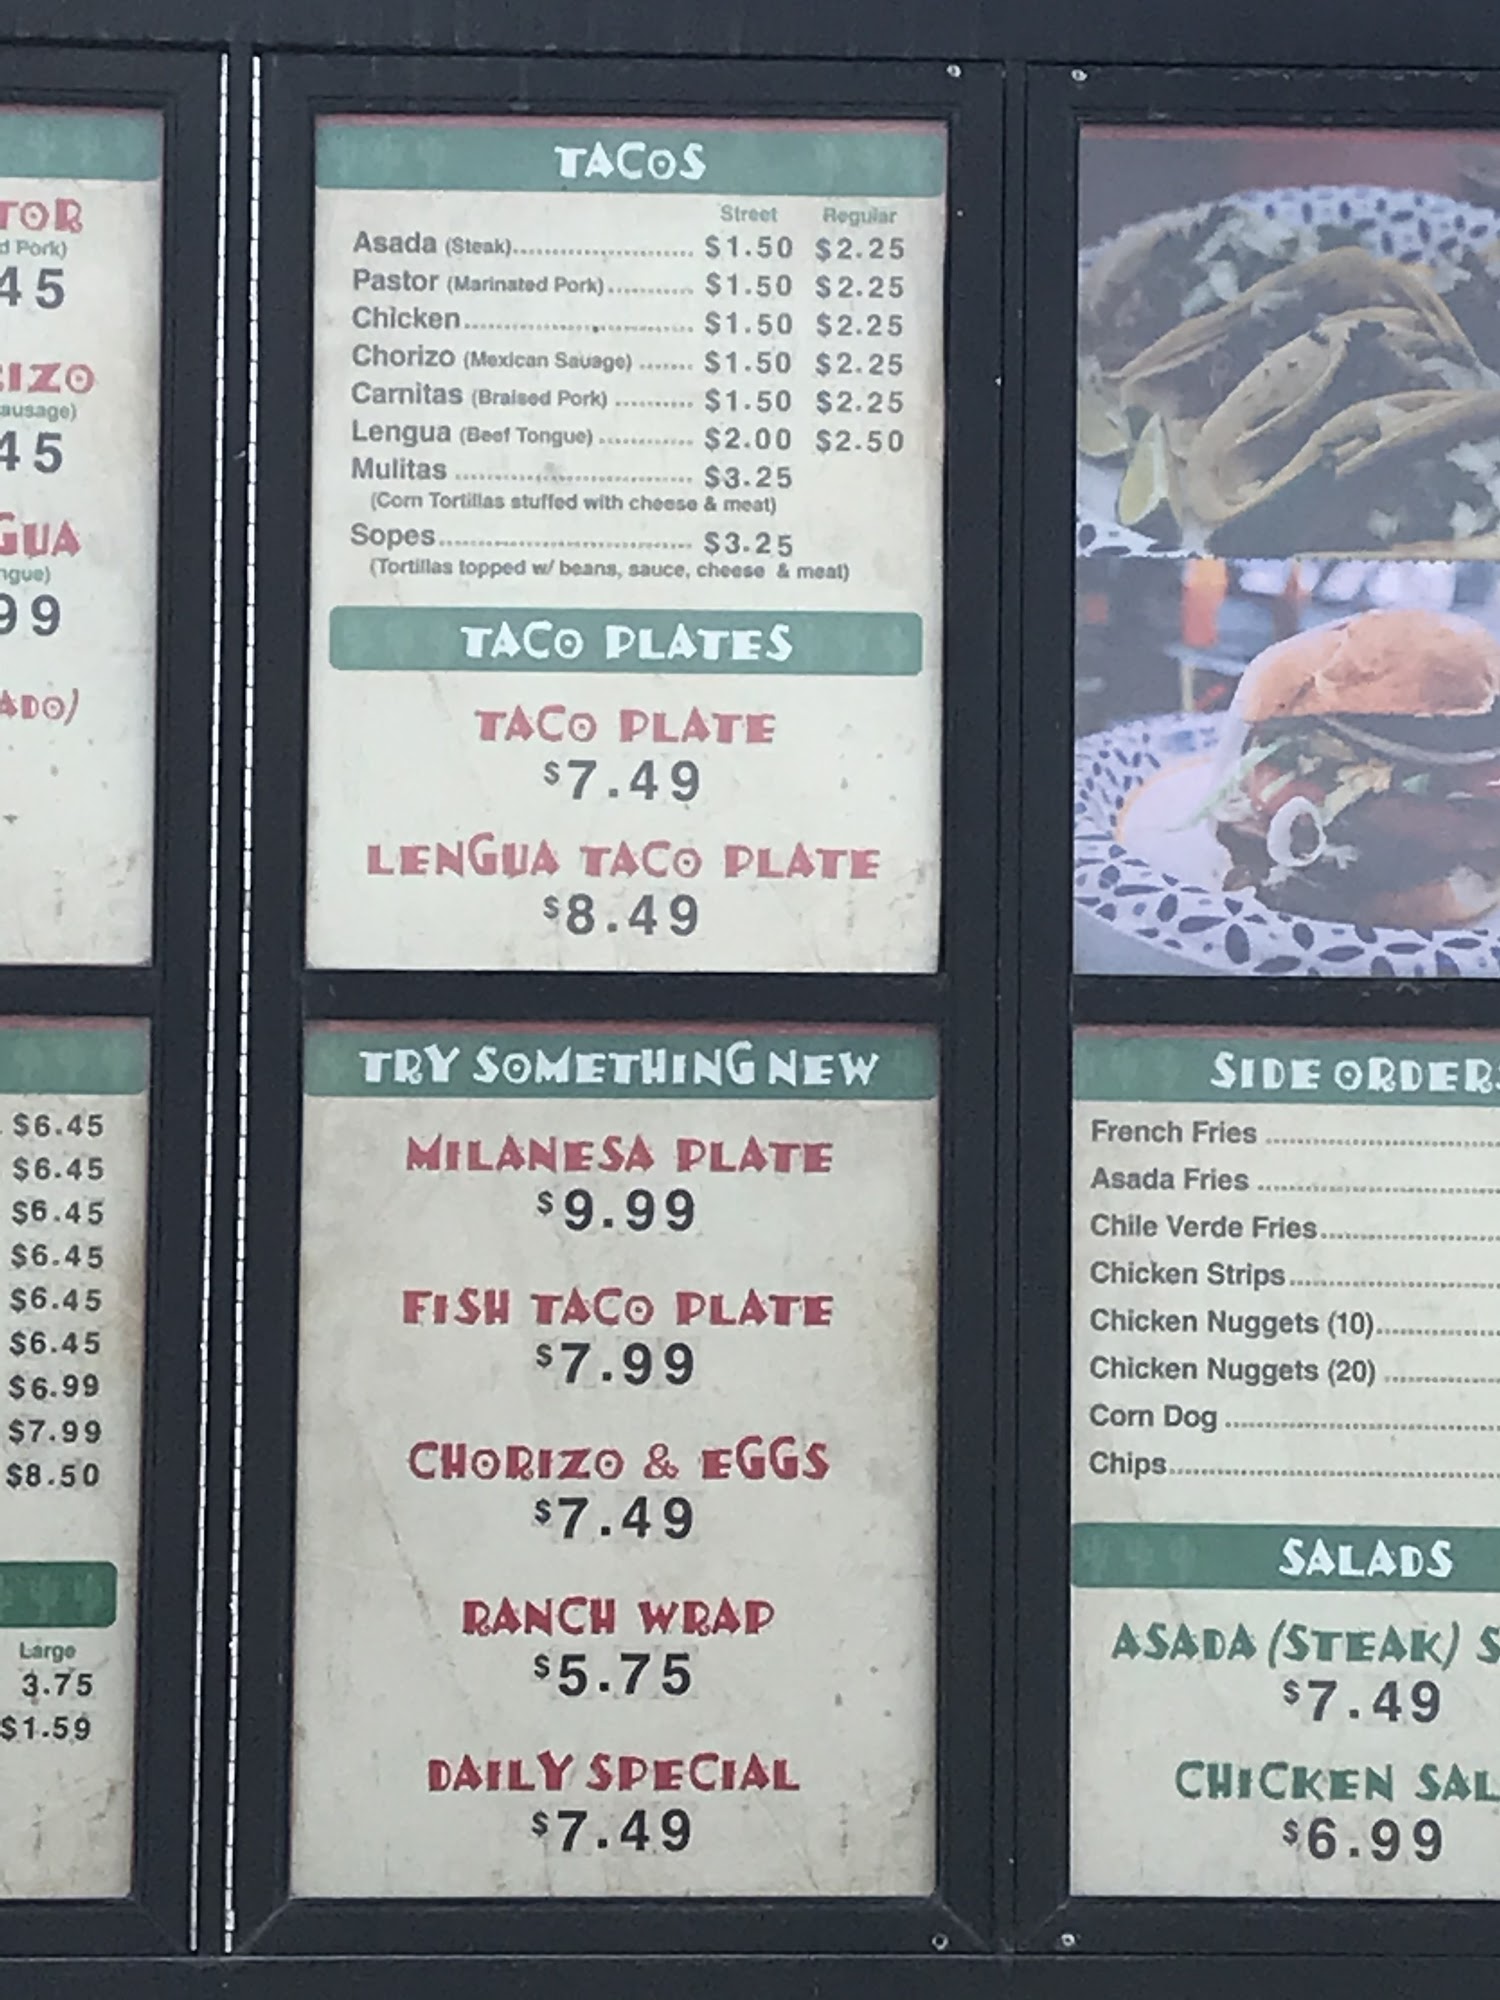 TOR
d Pork)
45
IZO
ausage)
45
GUA
ngue)
99
ADO)
$6.45
$6.45
$6.45
$6.45
$6.45
$6.45
$6.99
$7.99
$8.50
Large
3.75
$1.59
TACOS
Street Regular
Asada (Steak)........................ $1.50 $2.25
Pastor (Marinated Pork)........... $1.50 $2.25
Chicken................................ $1.50 $2.25
Chorizo (Mexican Sauage) ....... $1.50 $2.25
Carnitas (Braised Pork) .......... $1.50 $2.25
Lengua (Beef Tongue) ............ $2.00 $2.50
Mulitas ................................ $3.25
(Corn Tortillas stuffed with cheese & meat)
Sopes.................................. $3.25
(Tortillas topped w/ beans, sauce, cheese & meat)
TACO PLATES
TACO PLATE
$7.49
LENGUA TACO PLATE
$8.49
TRY SOMETHING NEW
MILANESA PLATE
$9.99
FISH TACO PLATE
$7.99
CHORIZO & EGGS
$7.49
RANCH WRAP
$5.75
DAILY SPECIAL
$7.49
SIDE ORDERS
French Fries ................................
Asada Fries ................................
Chile Verde Fries........................
Chicken Strips............................
Chicken Nuggets (10)................
Chicken Nuggets (20) ...............
Corn Dog ....................................
Chips...........................................
SALADS
ASADA (STEAK) S
$7.49
CHICKEN SAL
$6.99